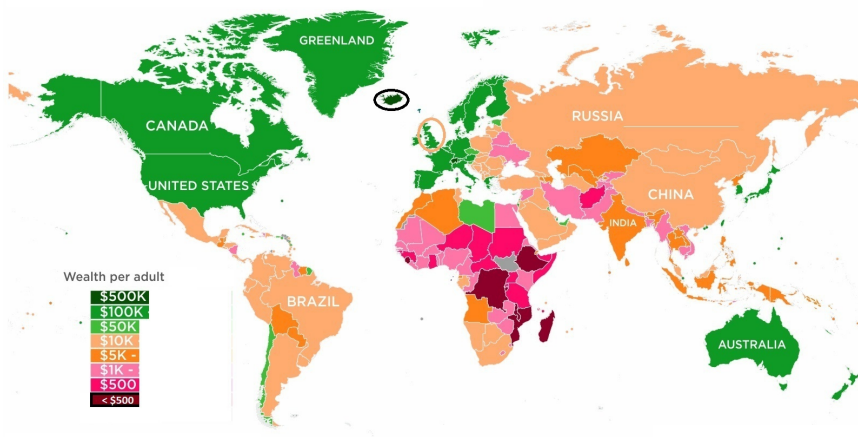 GREENLAND
CANADA
RUSSIA
UNITED STATES
CHINA
INDIA
Wealth per adult
$500K
$100K
$50K
$10K
$5K -
$1K -
$500
< $500
BRAZIL
AUSTRALIA